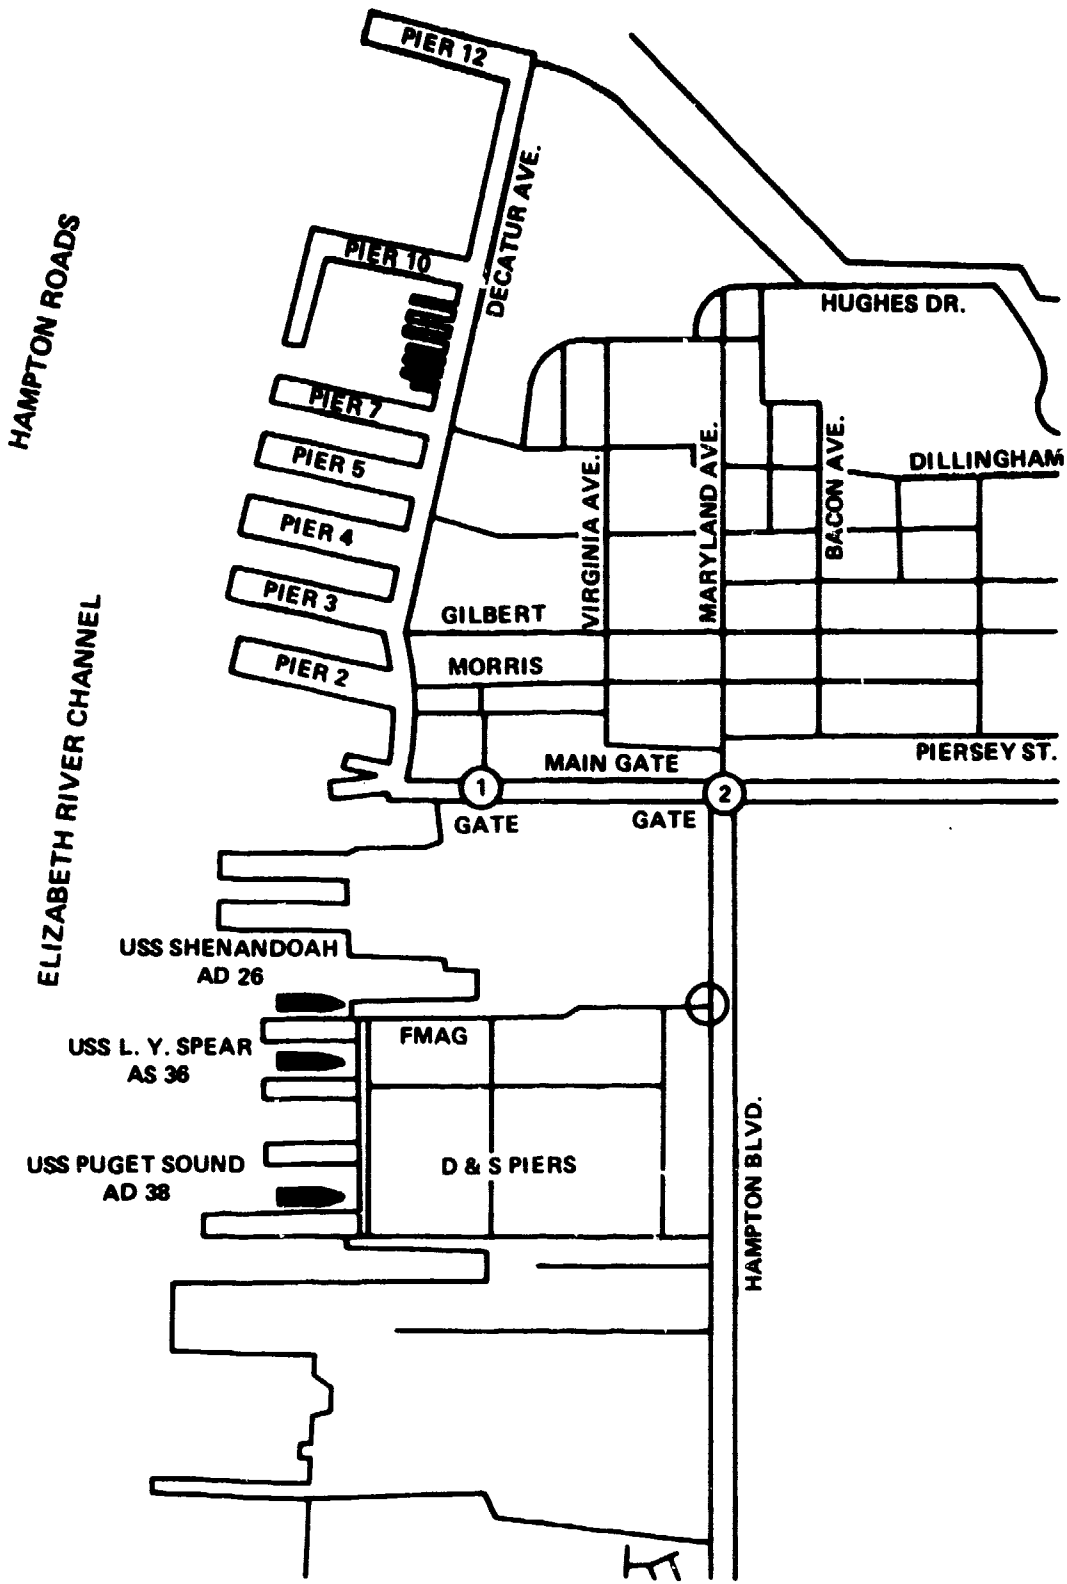 PIER 12
DECATUR AVE.
HAMPTON ROADS
PIER 10
HUGHES DR.
PIER 7
PIER 5
DILLINGHAM
VIRGINIA AVE.
MARYLAND AVE.
BACON AVE.
PIER 4
PIER 3
GILBERT
ELIZABETH RIVER CHANNEL
PIER 2
MORRIS
MAIN GATE
PIERSEY ST.
1
2
GATE
GATE
USS SHENANDOAH
AD 26
FMAG
USS L. Y. SPEAR
AS 36
USS PUGET SOUND
AD 38
D & S PIERS
HAMPTON BLVD.